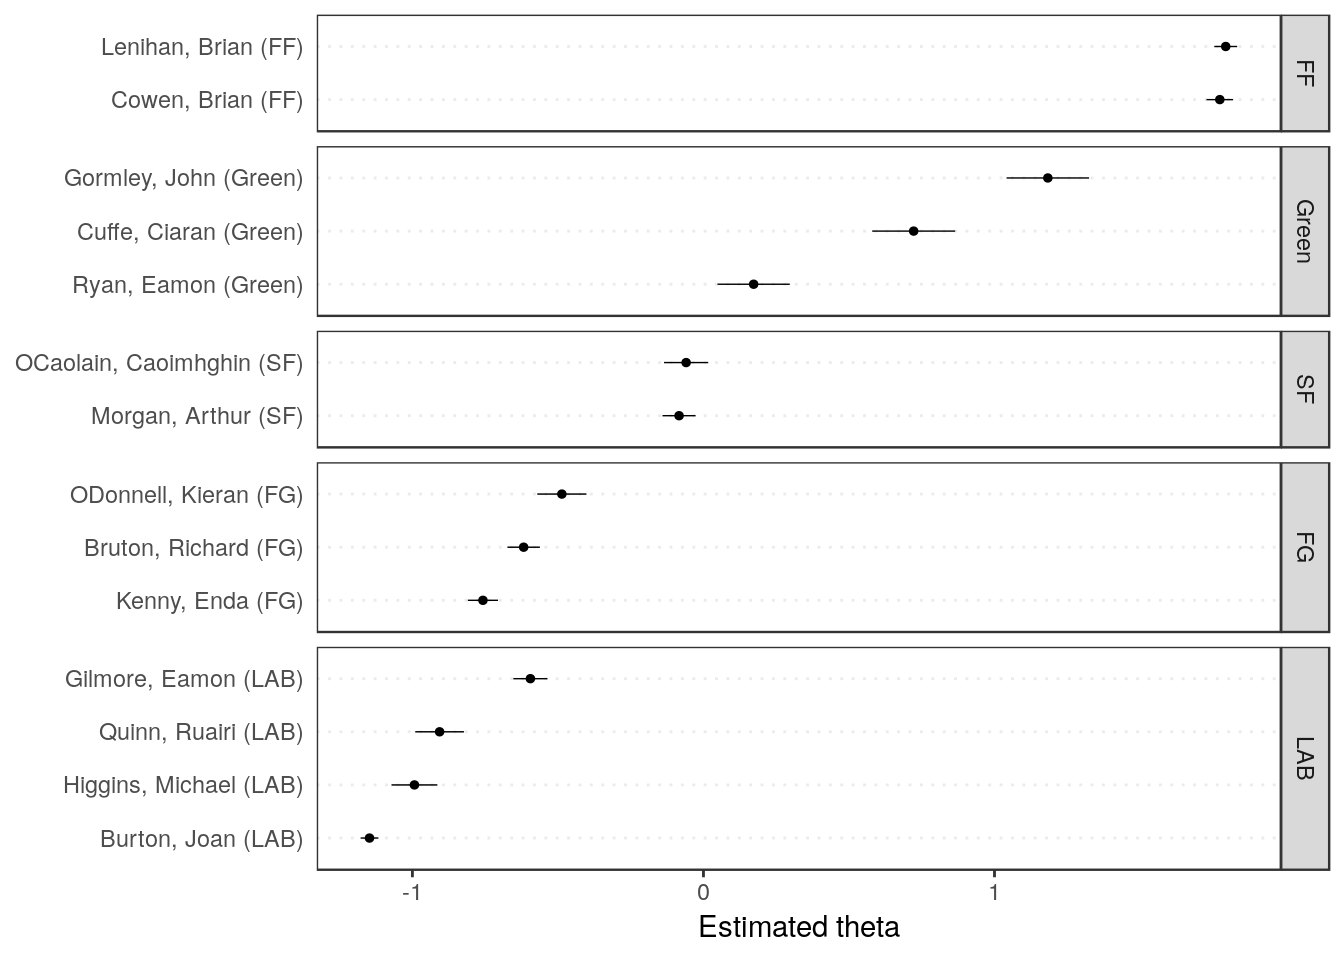 Lenihan, Brian (FF)
Cowen, Brian (FF)
FF
Gormley, John (Green)
Cuffe, Ciaran (Green)
Ryan, Eamon (Green)
Green
OCaolain, Caoimhghin (SF)
Morgan, Arthur (SF)
SF
ODonnell, Kieran (FG)
Bruton, Richard (FG)
Kenny, Enda (FG)
FG
Gilmore, Eamon (LAB)
Quinn, Ruairi (LAB)
Higgins, Michael (LAB)
Burton, Joan (LAB)
LAB
-1 0 1
Estimated theta